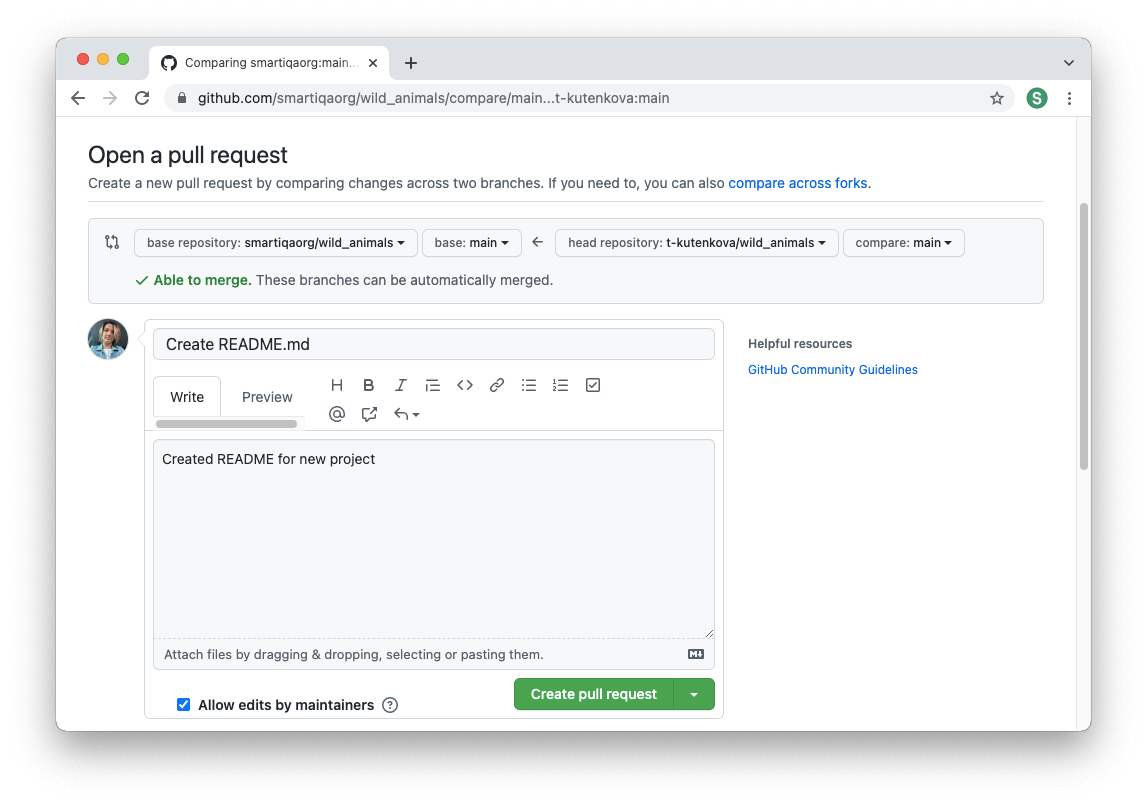 Comparing smartiqaorg:main...
github.com/smartiqaorg/wild_animals/compare/main...t-kutenkova:main
S
Open a pull request
Create a new pull request by comparing changes across two branches. If you need to, you can also compare across forks.
base repository: smartiqaorg/wild_animals base: main head repository: t-kutenkova/wild_animals compare: main
Able to merge. These branches can be automatically merged.
Create README.md
Helpful resources
GitHub Community Guidelines
Write Preview
Created README for new project
Attach files by dragging & dropping, selecting or pasting them.
Allow edits by maintainers
Create pull request